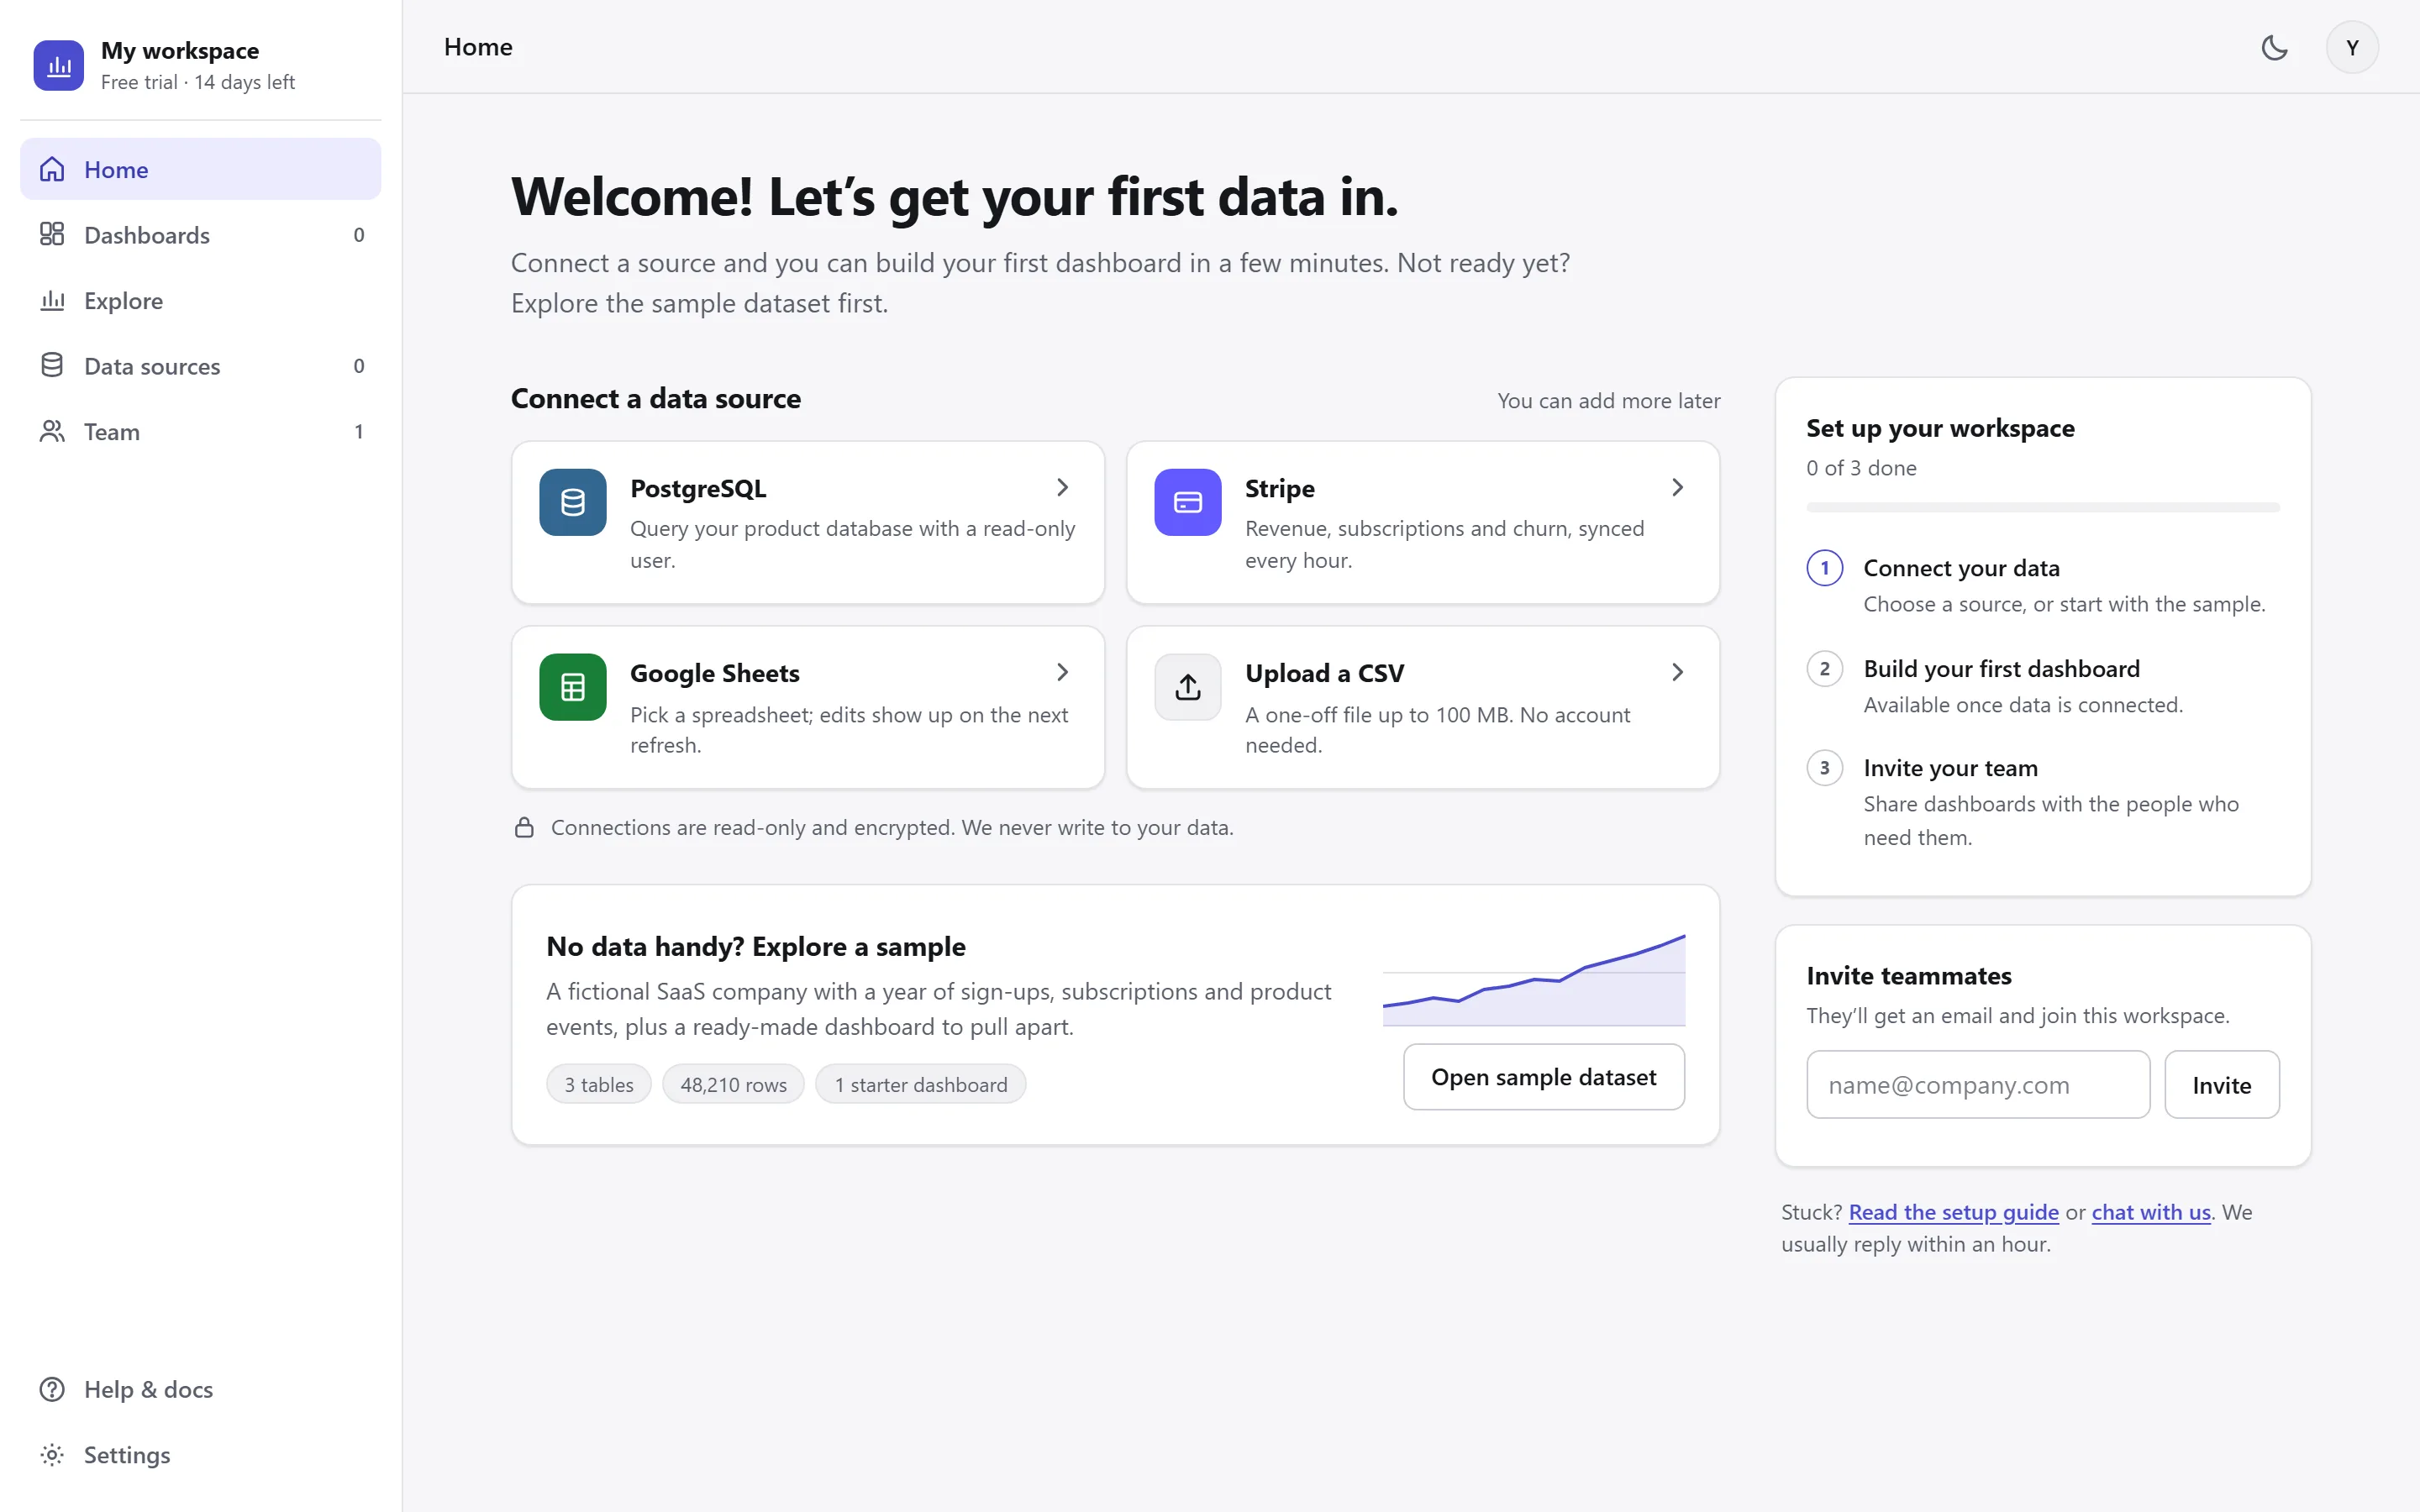 My workspace
Free trial · 14 days left
Home
Dashboards 0
Explore
Data sources 0
Team 1
Help & docs
Settings
Home
Y
Welcome! Let’s get your first data in.
Connect a source and you can build your first dashboard in a few minutes. Not ready yet?
Explore the sample dataset first.
Connect a data source
You can add more later
PostgreSQL
Query your product database with a read-only
user.
Stripe
Revenue, subscriptions and churn, synced
every hour.
Google Sheets
Pick a spreadsheet; edits show up on the next
refresh.
Upload a CSV
A one-off file up to 100 MB. No account
needed.
Connections are read-only and encrypted. We never write to your data.
No data handy? Explore a sample
A fictional SaaS company with a year of sign-ups, subscriptions and product
events, plus a ready-made dashboard to pull apart.
3 tables
48,210 rows
1 starter dashboard
Open sample dataset
Set up your workspace
0 of 3 done
1 Connect your data
Choose a source, or start with the sample.
2 Build your first dashboard
Available once data is connected.
3 Invite your team
Share dashboards with the people who
need them.
Invite teammates
They’ll get an email and join this workspace.
name@company.com
Invite
Stuck? Read the setup guide or chat with us. We
usually reply within an hour.